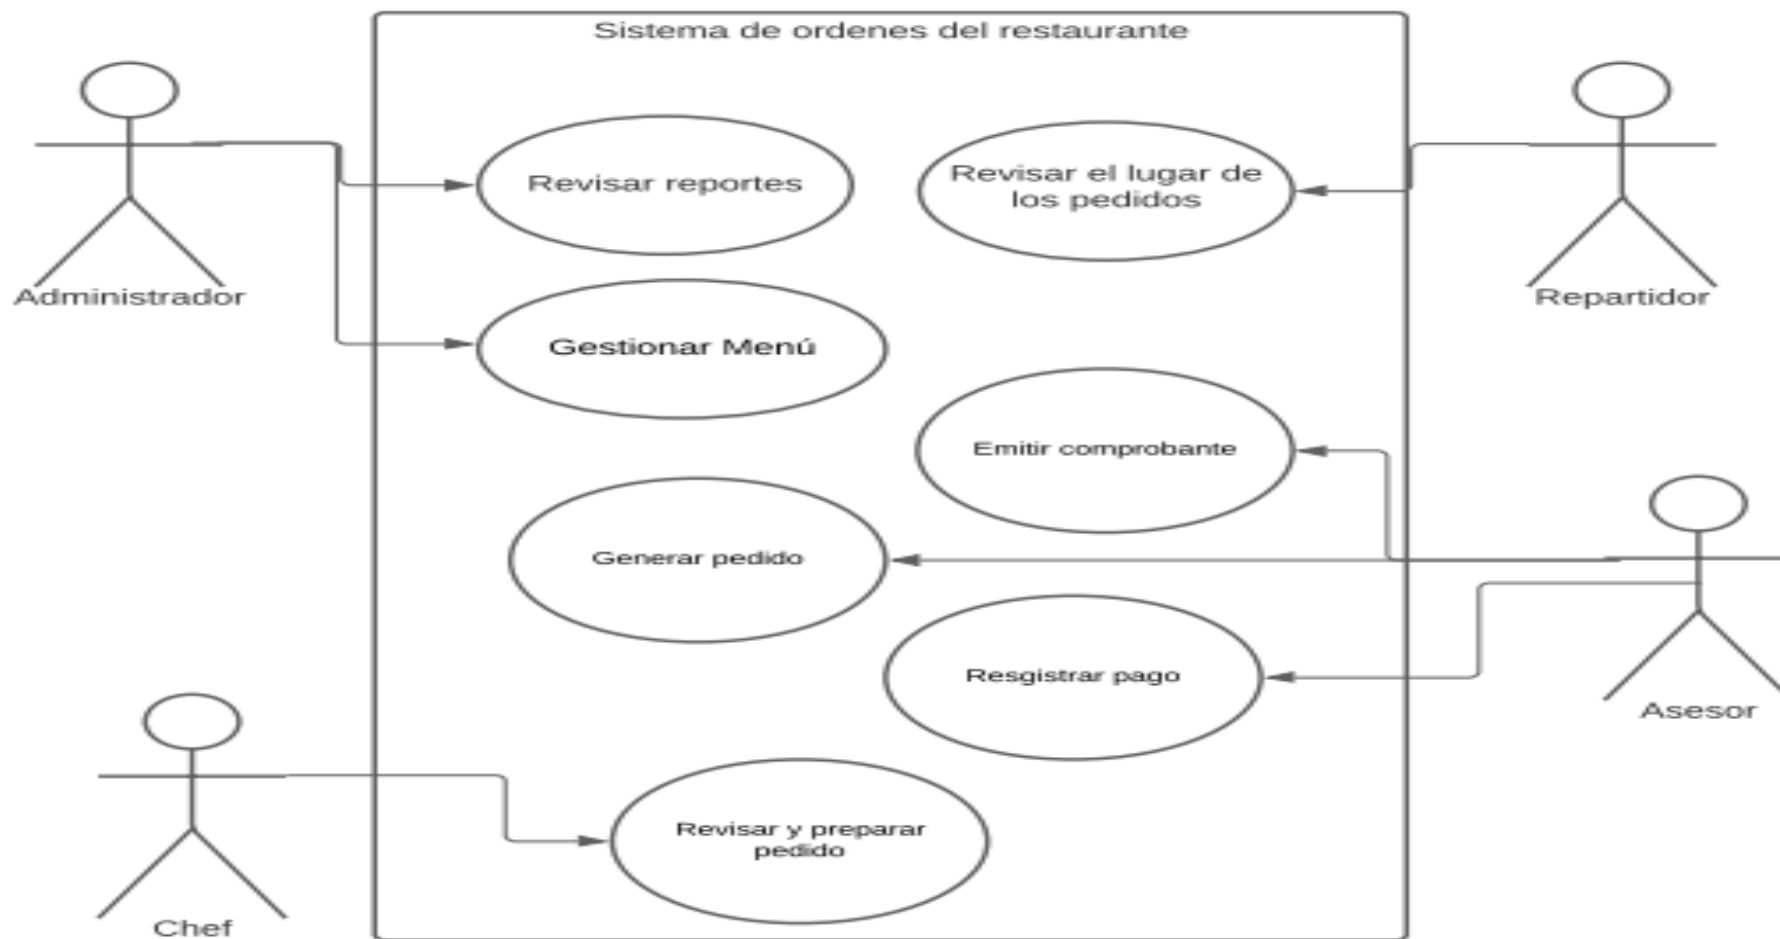 Sistema de ordenes del restaurante
Administrador
Revisar reportes
Revisar el lugar de
los pedidos
Repartidor
Gestionar Menú
Emitir comprobante
Generar pedido
Resgistrar pago
Asesor
Revisar y preparar
pedido
Chef